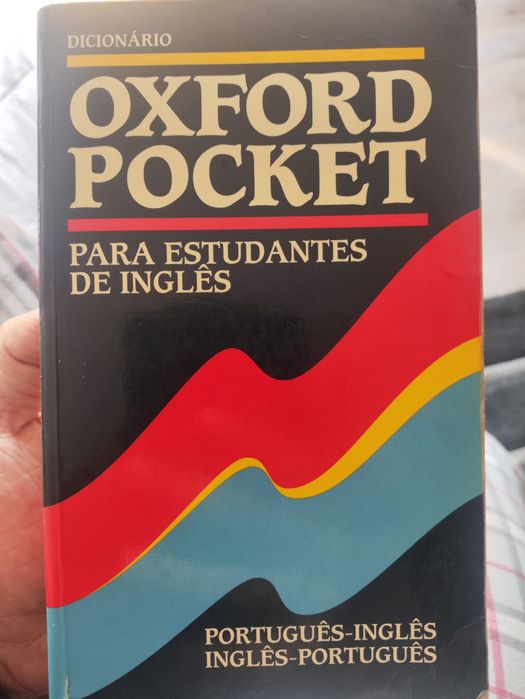 DICIONÁRIO
OXFORD
POCKET
PARA ESTUDANTES
DE INGLÊS
PORTUGUÊS-INGLÊS
INGLÊS-PORTUGUÊS